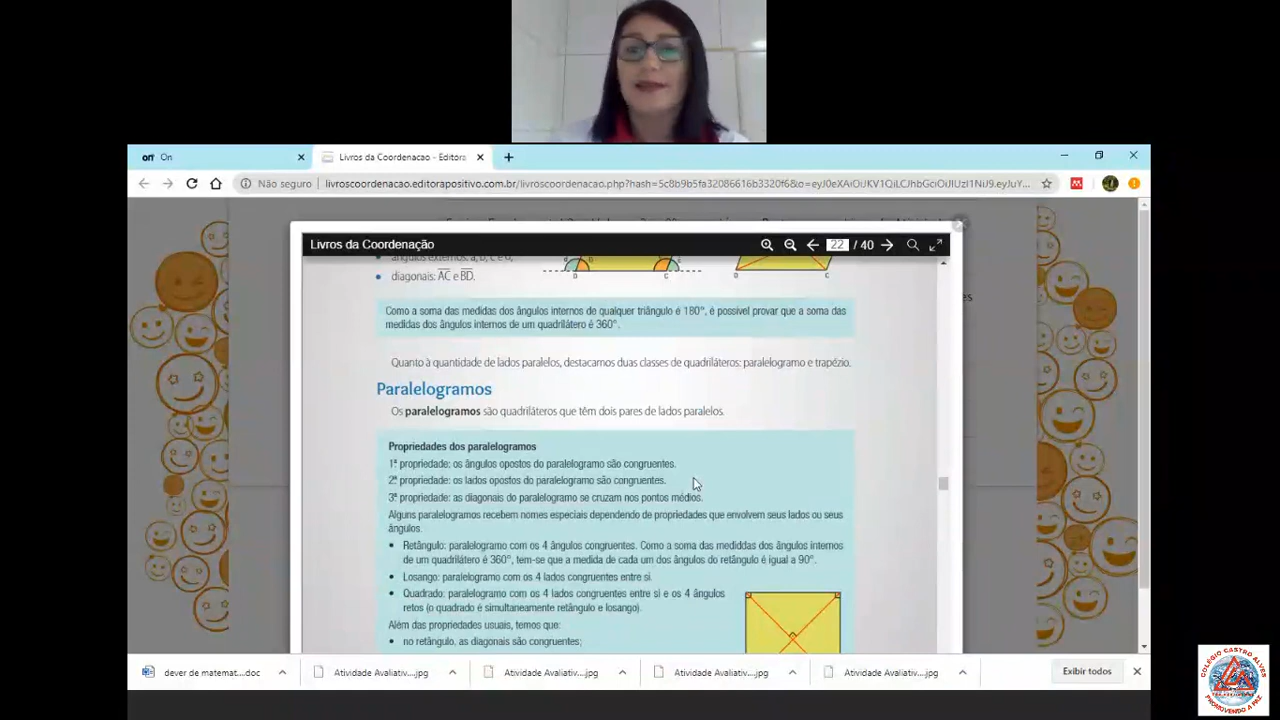 On
Livros da Coordenacao - Editora
Não seguro
livroscoordenacao.editorapositivo.com.br/livroscoordenacao.php?hash=
Livros da Coordenação
22 / 40
diagonais: AC e BD.
D
C
D
C
Como a soma das medidas dos ângulos internos de qualquer triângulo é 180°, é possível provar que a soma das
medidas dos ângulos internos de um quadrilátero é 360°.
Quanto à quantidade de lados paralelos, destacamos duas classes de quadriláteros: paralelogramo e trapézio.
Paralelogramos
Os paralelogramos são quadriláteros que têm dois pares de lados paralelos.
Propriedades dos paralelogramos
1ª propriedade: os ângulos opostos do paralelogramo são congruentes.
2ª propriedade: os lados opostos do paralelogramo são congruentes.
3ª propriedade: as diagonais do paralelogramo se cruzam nos pontos médios.
Alguns paralelogramos recebem nomes especiais dependendo de propriedades que envolvem seus lados ou seus
ângulos.
• Retângulo: paralelogramo com os 4 ângulos congruentes. Como a soma das mediddas dos ângulos internos
de um quadrilátero é 360°, tem-se que a medida de cada um dos ângulos do retângulo é igual a 90°.
• Losango: paralelogramo com os 4 lados congruentes entre si.
• Quadrado: paralelogramo com os 4 lados congruentes entre si e os 4 ângulos
retos (o quadrado é simultaneamente retângulo e losango).
Além das propriedades usuais, temos que:
• no retângulo, as diagonais são congruentes;
dever de matemat....doc
Atividade Avaliativ....jpg
Atividade Avaliativ....jpg
Atividade Avaliativ....jpg
Atividade Avaliativ....jpg
Exibir todos
COLÉGIO CASTRO ALVES
PROMOVENDO A PAZ